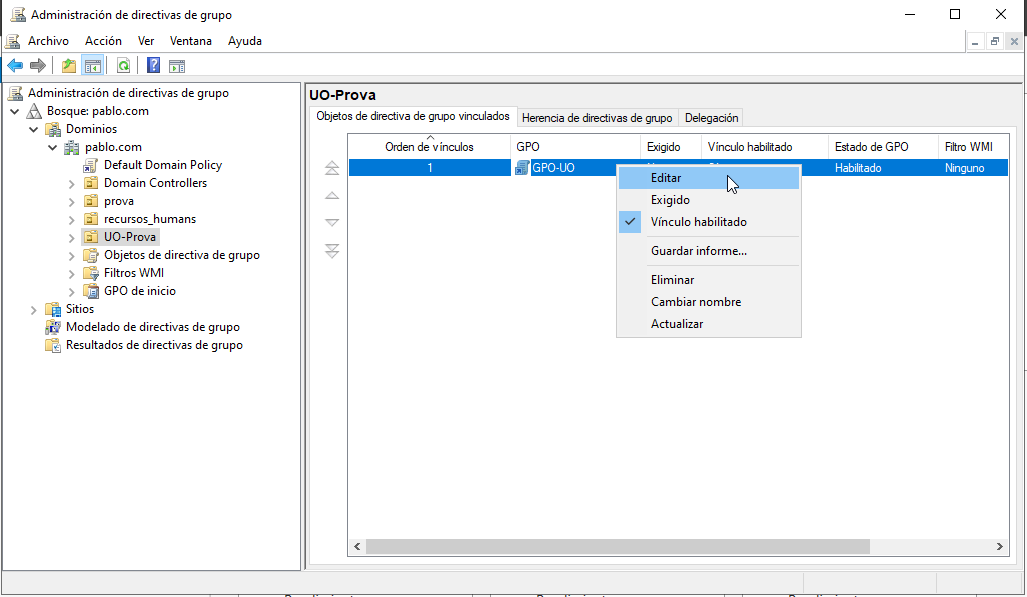 Administración de directivas de grupo
Archivo Acción Ver Ventana Ayuda
Administración de directivas de grupo
Bosque: pablo.com
Dominios
pablo.com
Default Domain Policy
Domain Controllers
prova
recursos_humans
UO-Prova
Objetos de directiva de grupo
Filtros WMI
GPO de inicio
Sitios
Modelado de directivas de grupo
Resultados de directivas de grupo
UO-Prova
Objetos de directiva de grupo vinculados Herencia de directivas de grupo Delegación
Orden de vínculos GPO Exigido Vínculo habilitado Estado de GPO Filtro WMI
1 GPO-UO Habilitado Ninguno
Editar
Exigido
Vínculo habilitado
Guardar informe...
Eliminar
Cambiar nombre
Actualizar